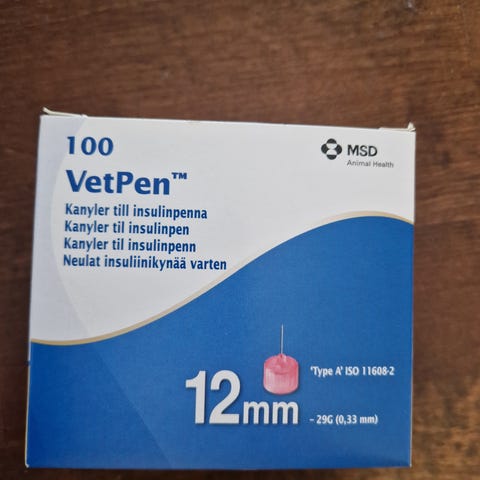 100
MSD
Animal Health
VetPen™
Kanyler till insulinpenna
Kanyler til insulinpen
Kanyler til insulinpenn
Neulat insuliinikynää varten
'Type A' ISO 11608-2
12mm
~ 29G (0,33 mm)